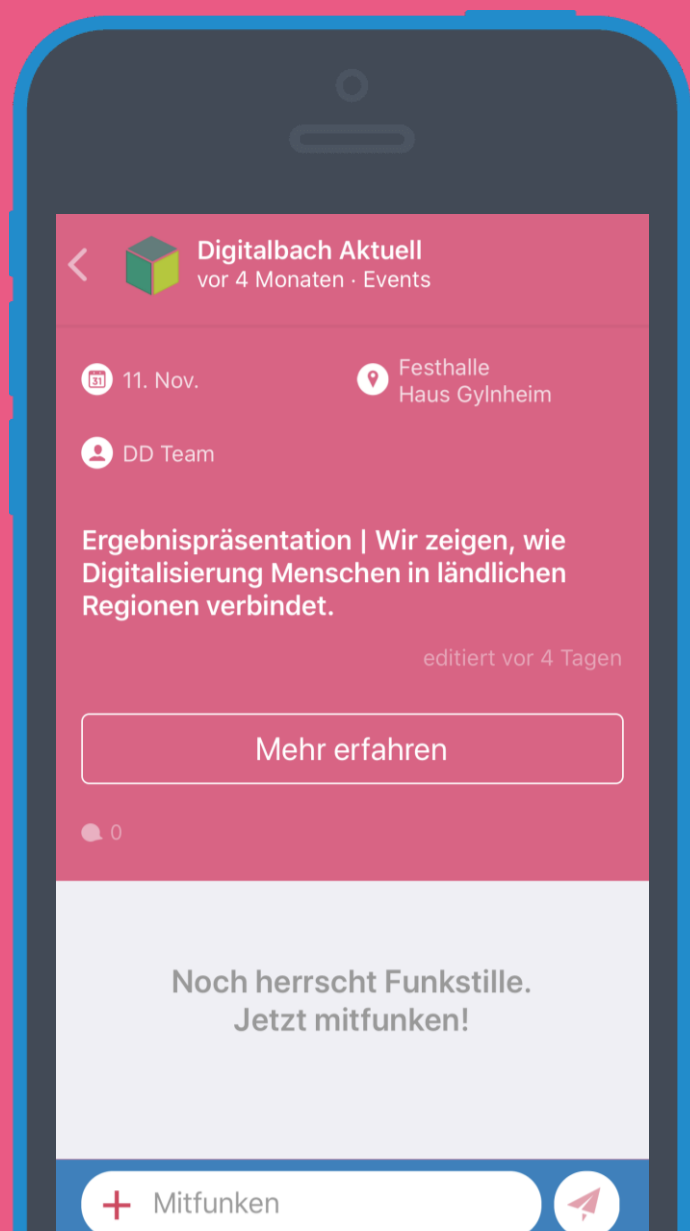 Digitalbach Aktuell
vor 4 Monaten · Events
31
11. Nov.
Festhalle
Haus Gylnheim
DD Team
Ergebnispräsentation | Wir zeigen, wie
Digitalisierung Menschen in ländlichen
Regionen verbindet.
editiert vor 4 Tagen
Mehr erfahren
0
Noch herrscht Funkstille.
Jetzt mitfunken!
+ Mitfunken